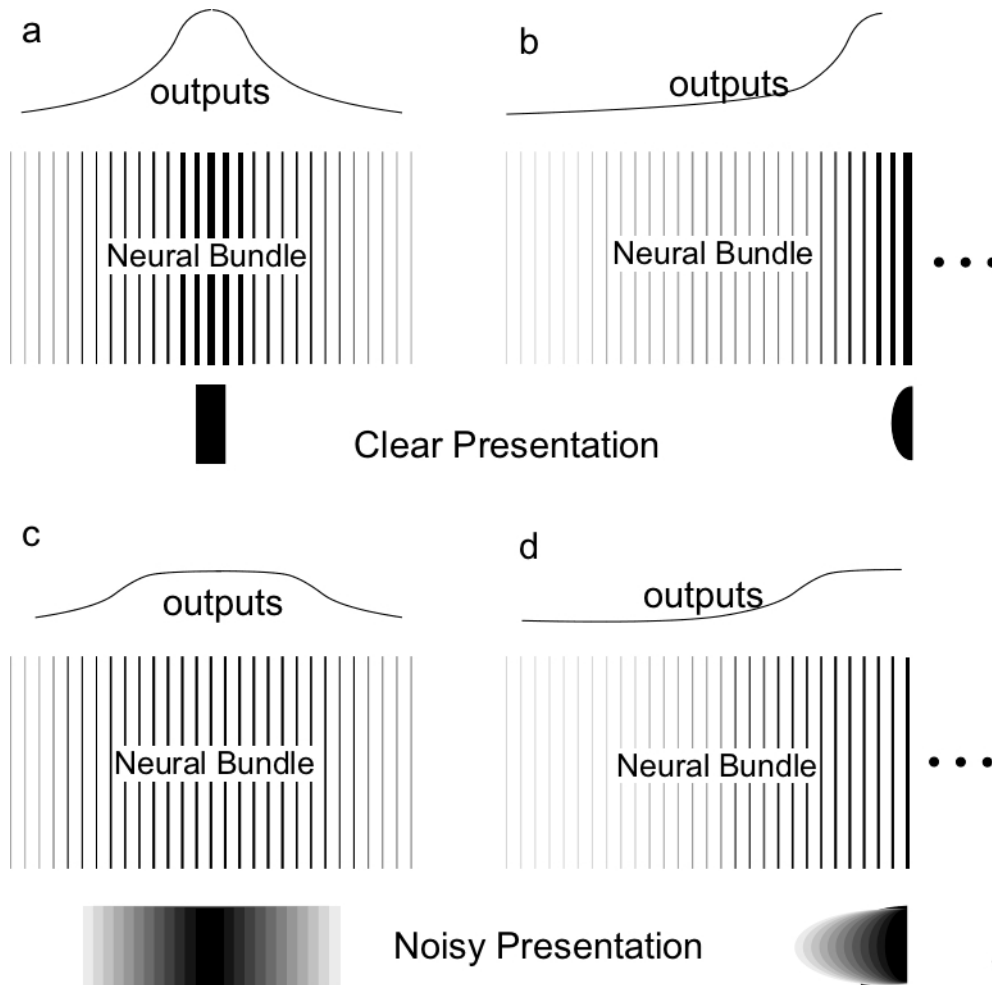 a
b
outputs
outputs
Neural Bundle
Neural Bundle
Clear Presentation
c
d
outputs
outputs
Neural Bundle
Neural Bundle
Noisy Presentation